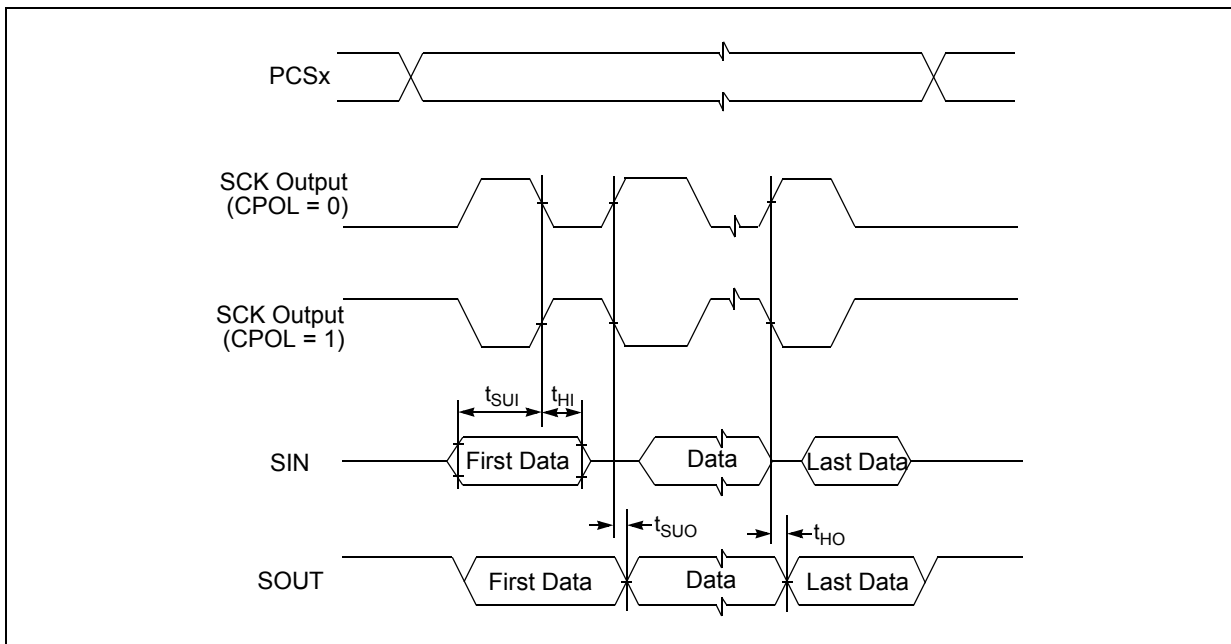 PCSx
SCK Output
(CPOL = 0)
SCK Output
(CPOL = 1)
tSUI
tHI
SIN
First Data
Data
Last Data
tSUO
tHO
SOUT
First Data
Data
Last Data